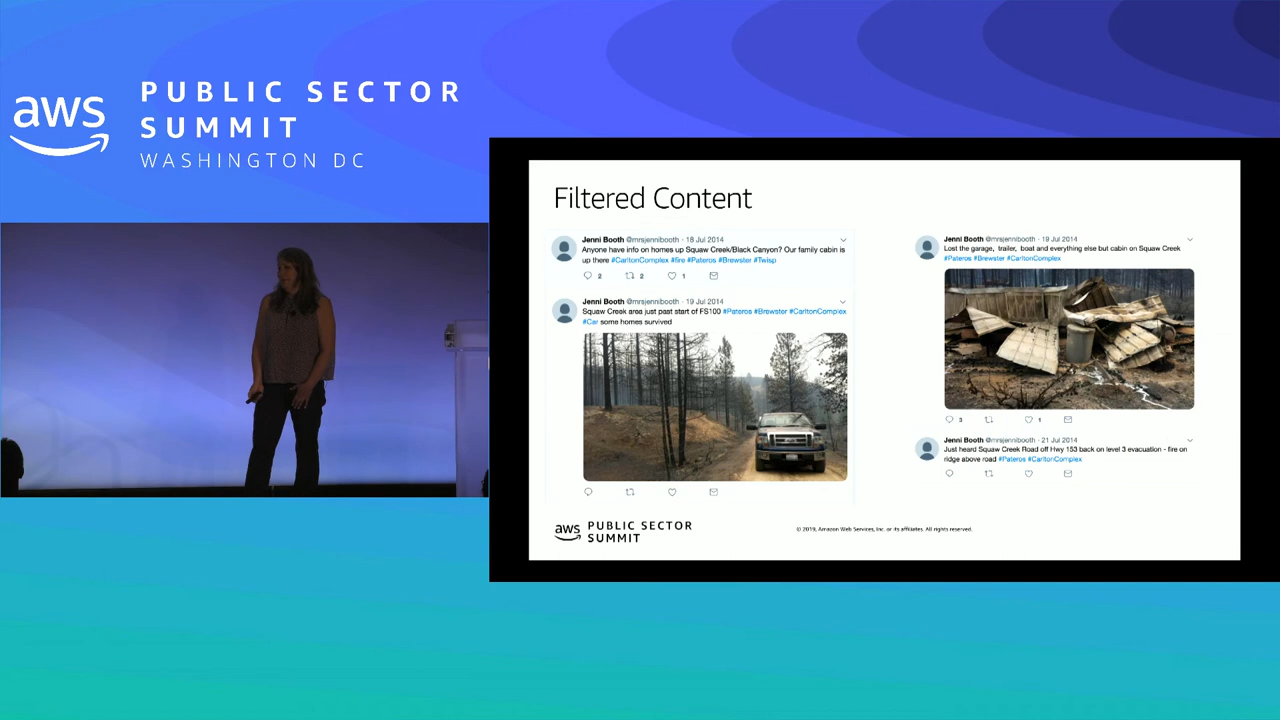 aws
PUBLIC SECTOR
SUMMIT
WASHINGTON DC
Filtered Content
Jenni Booth @mrsjennibooth · 18 Jul 2014
Anyone have info on homes up Squaw Creek/Black Canyon? Our family cabin is
up there #CarltonComplex #fire #Pateros #Brewster #Twisp
2 2 1
Jenni Booth @mrsjennibooth · 19 Jul 2014
Squaw Creek area just past start of FS100 #Pateros #Brewster #CarltonComplex
#Car some homes survived
Jenni Booth @mrsjennibooth · 19 Jul 2014
Lost the garage, trailer, boat and everything else but cabin on Squaw Creek
#Pateros #Brewster #CarltonComplex
3 1
Jenni Booth @mrsjennibooth · 21 Jul 2014
Just heard Squaw Creek Road off Hwy 153 back on level 3 evacuation - fire on
ridge above road #Pateros #CarltonComplex
aws
PUBLIC SECTOR
SUMMIT
© 2019, Amazon Web Services, Inc. or its affiliates. All rights reserved.